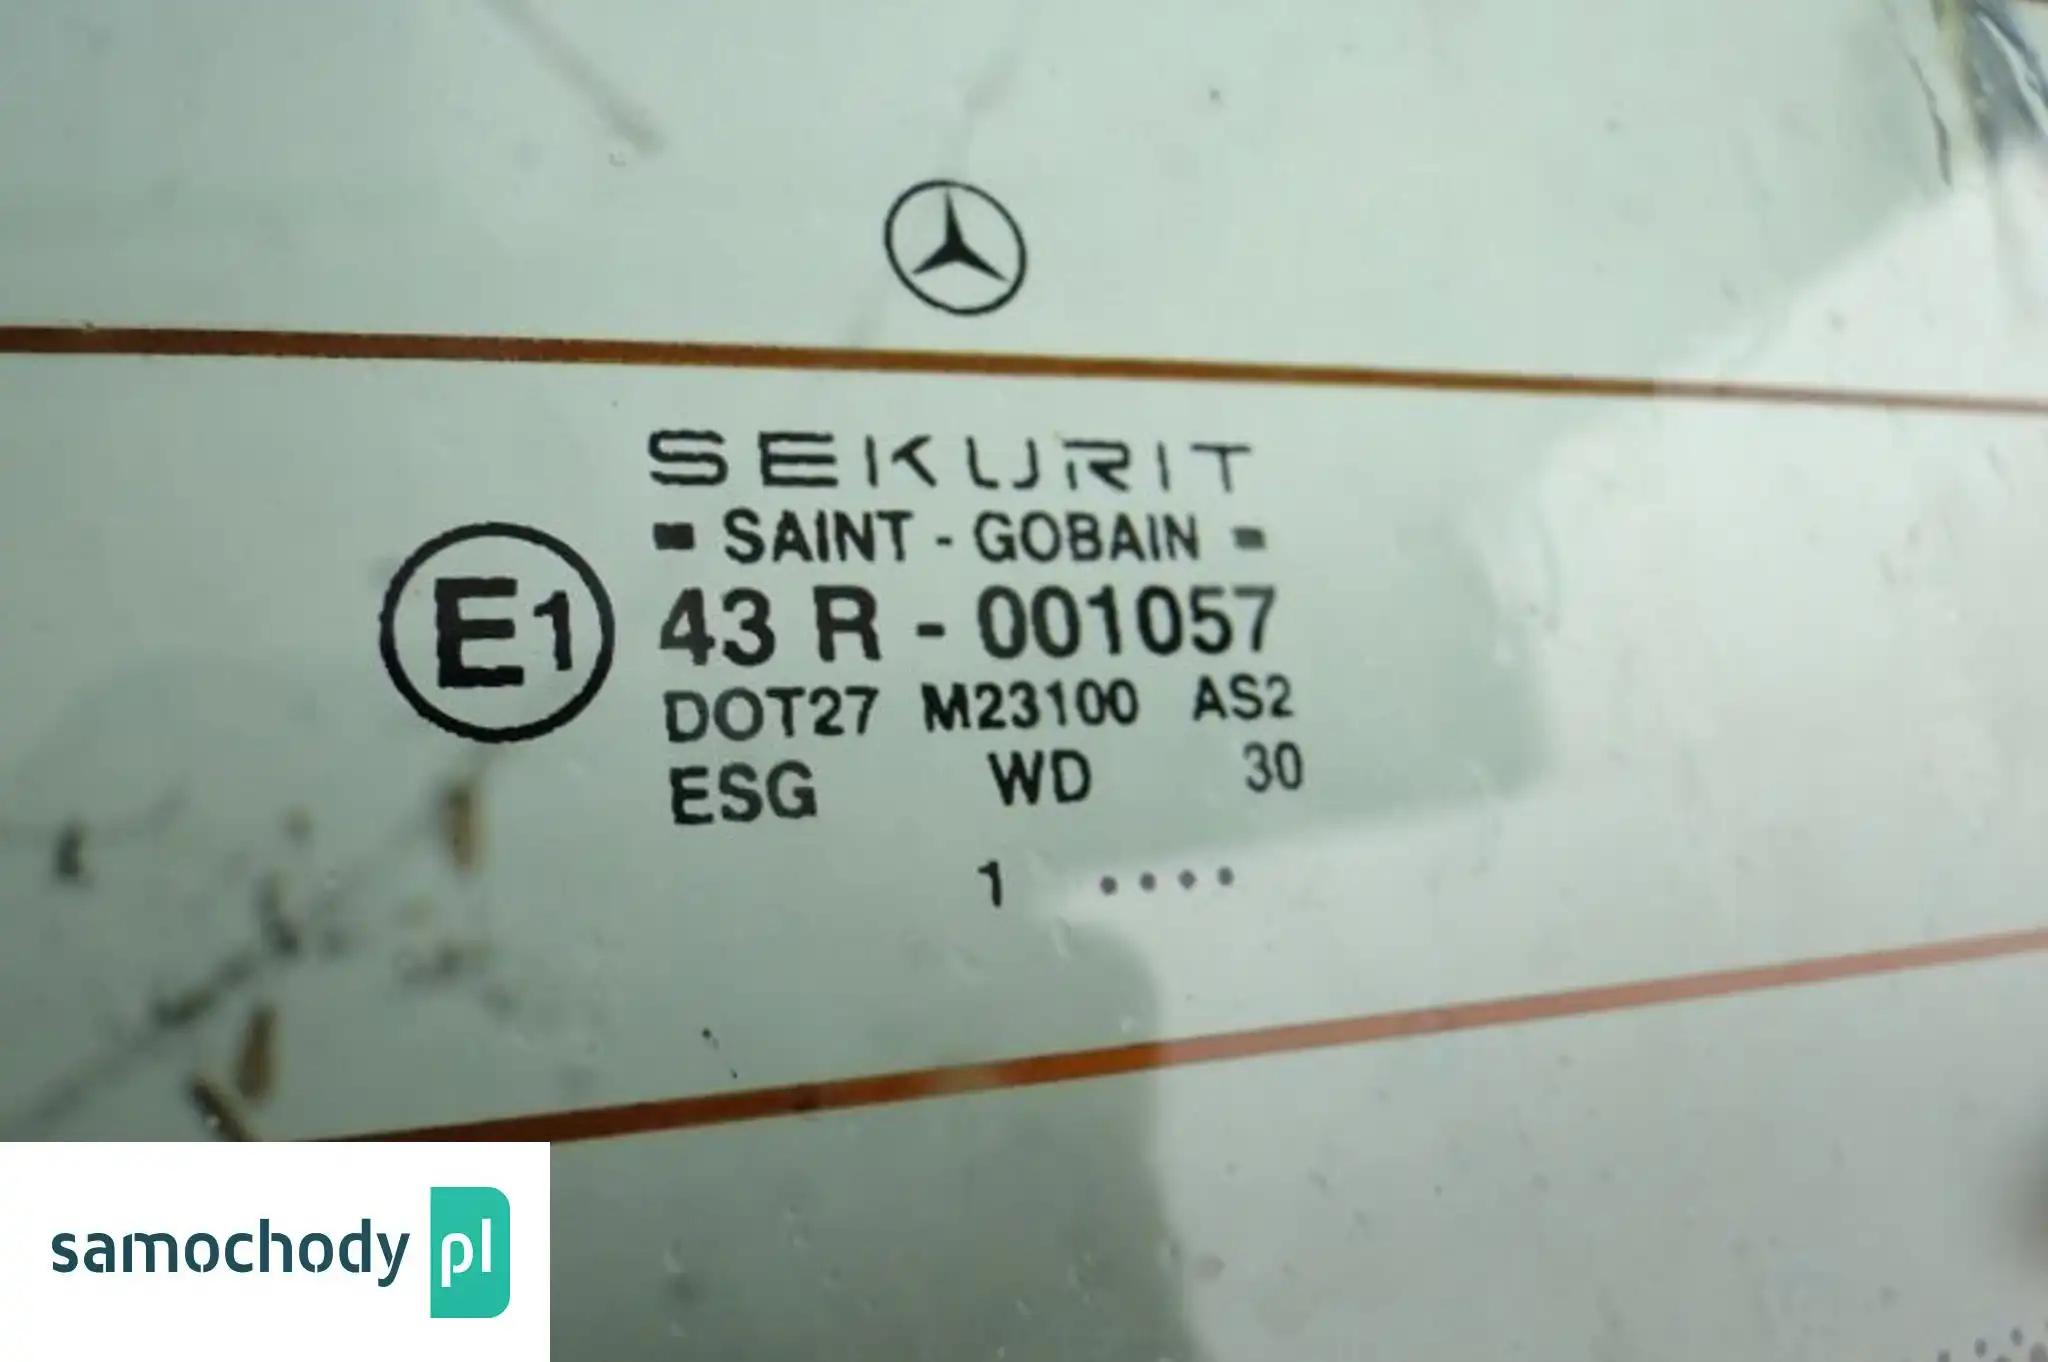 SEKURIT
- SAINT - GOBAIN -
E1
43 R - 001057
DOT27 M23100 AS2
ESG WD 30
1 ••••
samochody pl